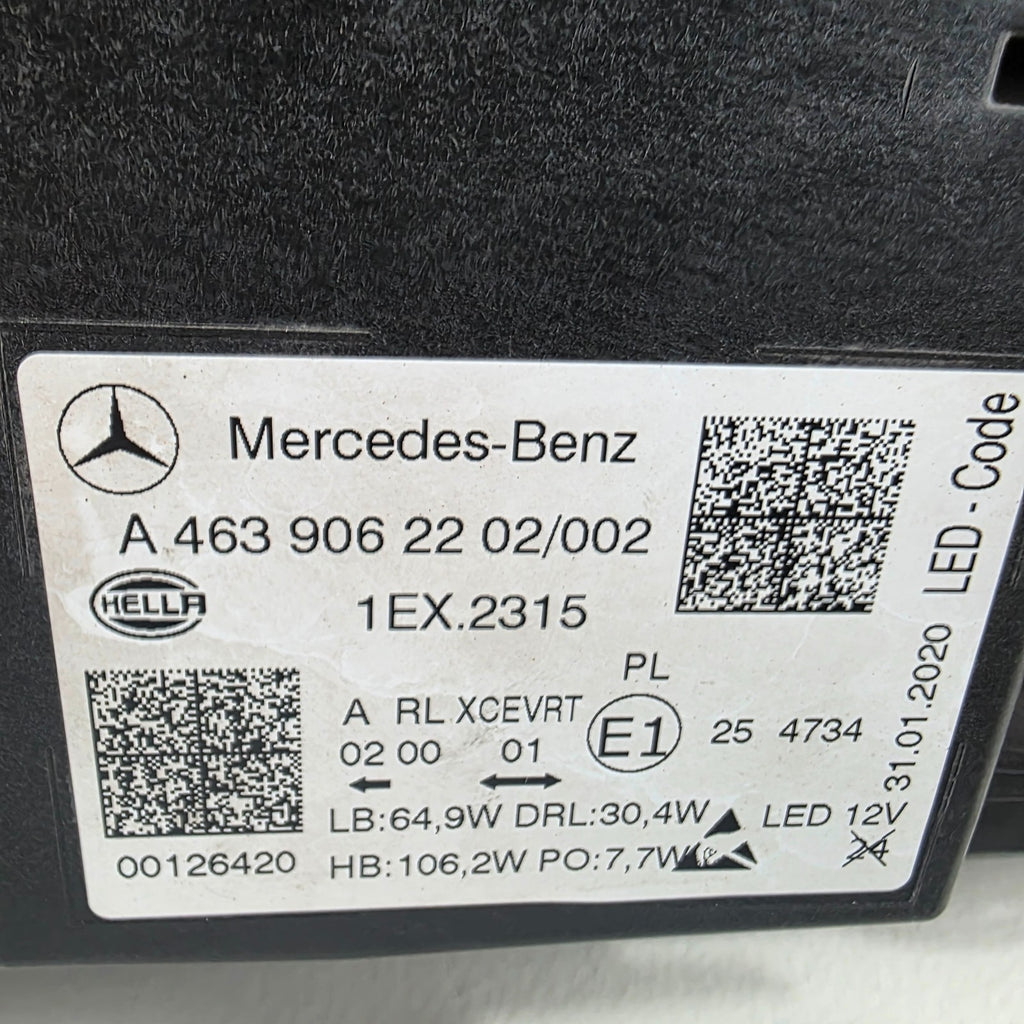 Mercedes-Benz
A 463 906 22 02/002
HELLA
1EX.2315
PL
A RL XCEVRT
E1
25 4734
02 00 01
LB:64,9W DRL:30,4W
LED 12V
HB:106,2W PO:7,7W
24
00126420
31.01.2020 LED - Code